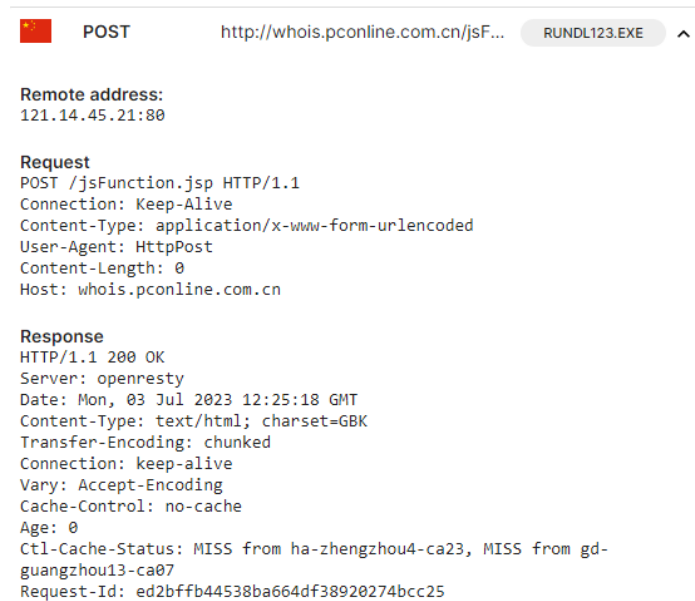 POST http://whois.pconline.com.cn/jsF... RUNDL123.EXE
Remote address:
121.14.45.21:80
Request
POST /jsFunction.jsp HTTP/1.1
Connection: Keep-Alive
Content-Type: application/x-www-form-urlencoded
User-Agent: HttpPost
Content-Length: 0
Host: whois.pconline.com.cn
Response
HTTP/1.1 200 OK
Server: openresty
Date: Mon, 03 Jul 2023 12:25:18 GMT
Content-Type: text/html; charset=GBK
Transfer-Encoding: chunked
Connection: keep-alive
Vary: Accept-Encoding
Cache-Control: no-cache
Age: 0
Ctl-Cache-Status: MISS from ha-zhengzhou4-ca23, MISS from gd-
guangzhou13-ca07
Request-Id: ed2bffb44538ba664df38920274bcc25